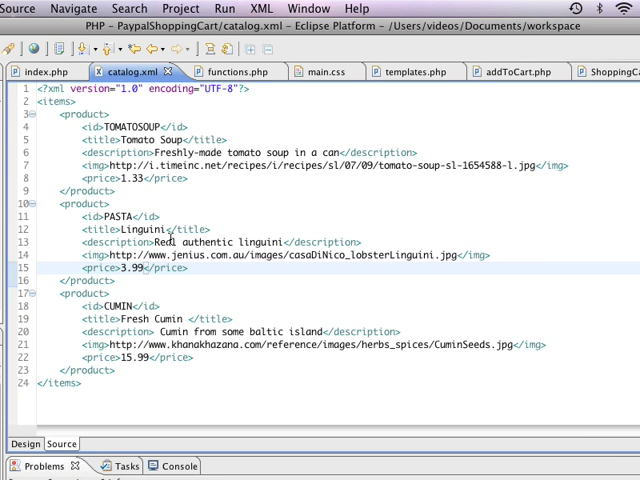 Source Navigate Search Project Run XML Window Help
PHP - PaypalShoppingCart/catalog.xml - Eclipse Platform - /Users/videos/Documents/workspace
index.php catalog.xml functions.php main.css templates.php addToCart.php ShoppingCa
1 <?xml version="1.0" encoding="UTF-8"?>
2 <items>
3 <product>
4 <id>TOMATOSOUP</id>
5 <title>Tomato Soup</title>
6 <description>Freshly-made tomato soup in a can</description>
7 <img>http://i.timeinc.net/recipes/i/recipes/sl/07/09/tomato-soup-sl-1654588-l.jpg</img>
8 <price>1.33</price>
9 </product>
10 <product>
11 <id>PASTA</id>
12 <title>Linguini</title>
13 <description>Real authentic linguini</description>
14 <img>http://www.jenius.com.au/images/casaDiNico_lobsterLinguini.jpg</img>
15 <price>3.99</price>
16 </product>
17 <product>
18 <id>CUMIN</id>
19 <title>Fresh Cumin </title>
20 <description> Cumin from some baltic island</description>
21 <img>http://www.khanakhazana.com/reference/images/herbs_spices/CuminSeeds.jpg</img>
22 <price>15.99</price>
23 </product>
24 </items>
Design Source
Problems Tasks Console